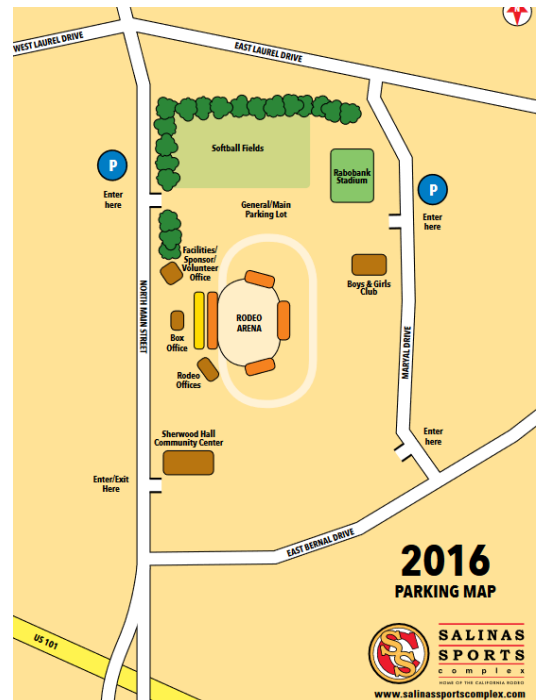 N
WEST LAUREL DRIVE
EAST LAUREL DRIVE
Softball Fields
P
Enter
here
Rabobank
Stadium
P
Enter
here
General/Main
Parking Lot
Facilities/
Sponsor/
Volunteer
Office
Boys & Girls
Club
NORTH MAIN STREET
RODEO
ARENA
Box
Office
MARYAL DRIVE
Rodeo
Offices
Enter
here
Sherwood Hall
Community Center
Enter/Exit
Here
EAST BERNAL DRIVE
2016
PARKING MAP
US 101
SSC
SALINAS
SPORTS
complex
HOME OF THE CALIFORNIA RODEO
www.salinassportscomplex.com